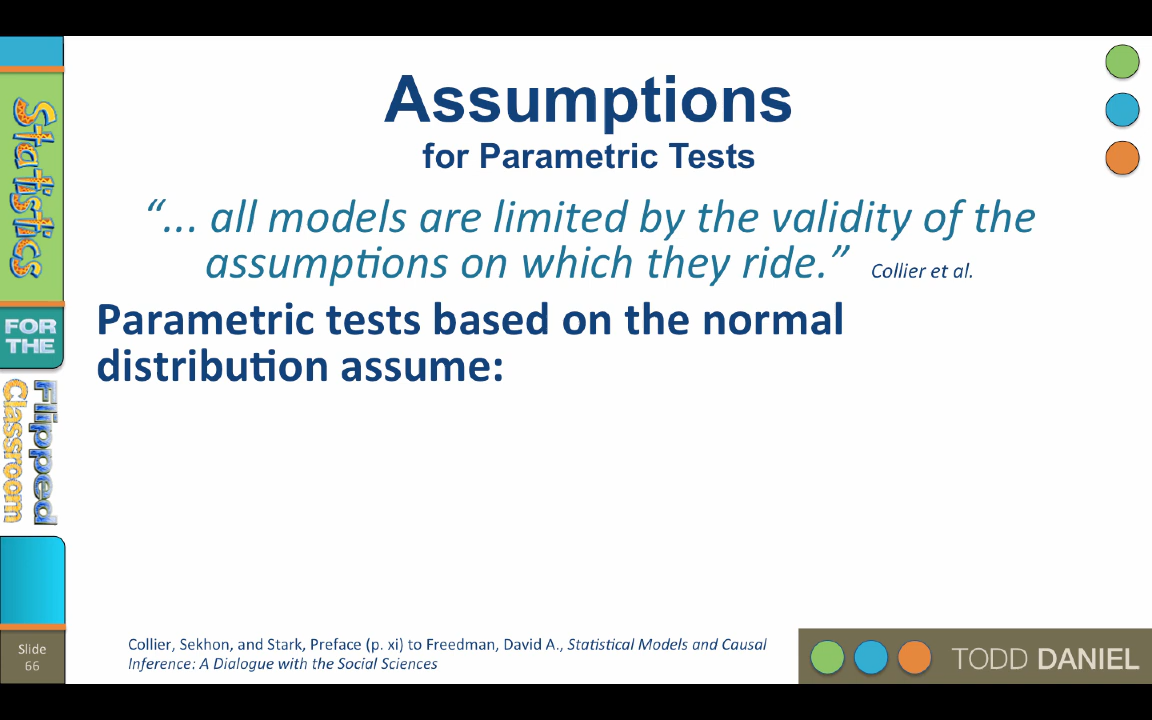 Assumptions
for Parametric Tests
“... all models are limited by the validity of the
assumptions on which they ride.” Collier et al.
Parametric tests based on the normal
distribution assume:
Collier, Sekhon, and Stark, Preface (p. xi) to Freedman, David A., Statistical Models and Causal
Inference: A Dialogue with the Social Sciences
Statistics
FOR
THE
Flipped
Classroom
Slide
66
TODD DANIEL